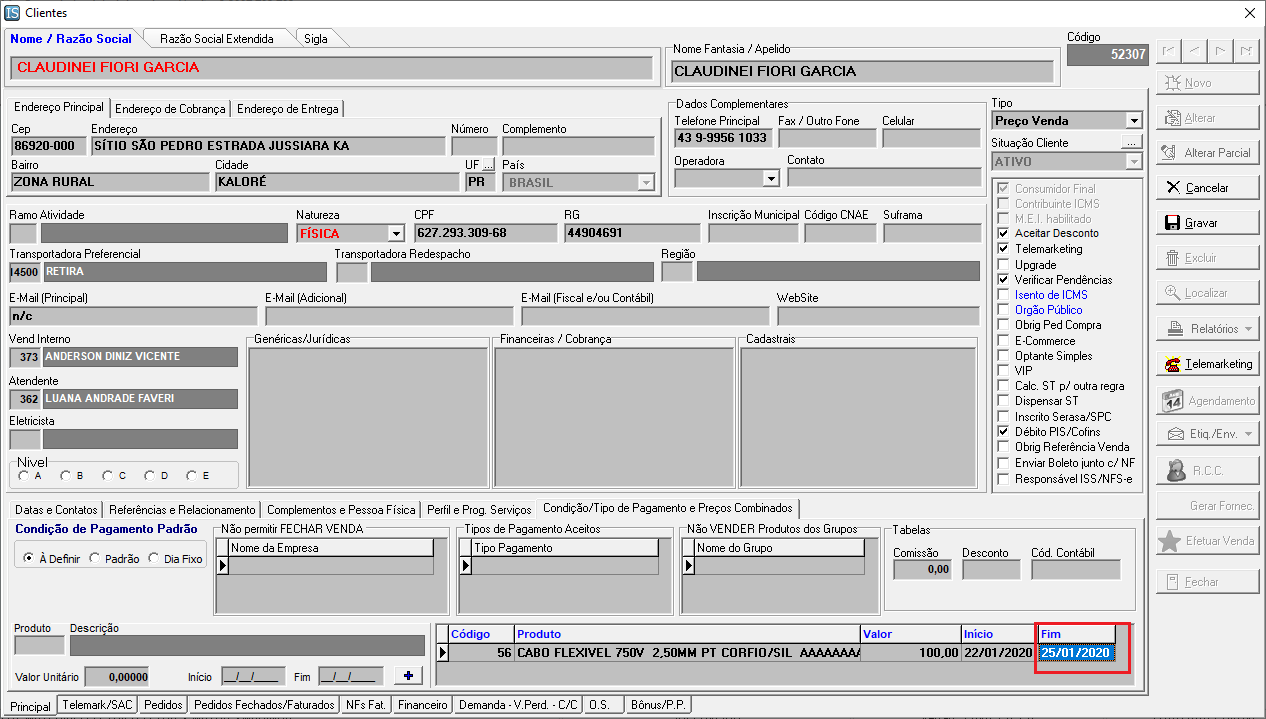 IS Clientes
Nome / Razão Social Razão Social Extendida Sigla
CLAUDINEI FIORI GARCIA
Nome Fantasia / Apelido
CLAUDINEI FIORI GARCIA
Código
52307
Endereço Principal Endereço de Cobrança Endereço de Entrega
Cep Endereço Número Complemento
86920-000 SÍTIO SÃO PEDRO ESTRADA JUSSIARA KA
Bairro Cidade UF ... País
ZONA RURAL KALORÉ PR BRASIL
Dados Complementares
Telefone Principal Fax / Outro Fone Celular
43 9-9956 1033
Operadora Contato
Tipo
Preço Venda
Situação Cliente ...
ATIVO
Consumidor Final
Contribuinte ICMS
M.E.I. habilitado
Aceitar Desconto
Telemarketing
Upgrade
Verificar Pendências
Isento de ICMS
Orgão Público
Obrig Ped Compra
E-Commerce
Optante Simples
VIP
Calc. ST p/ outra regra
Dispensar ST
Inscrito Serasa/SPC
Débito PIS/Cofins
Obrig Referência Venda
Enviar Boleto junto c/ NF
Responsável ISS/NFS-e
Ramo Atividade Natureza CPF RG Inscrição Municipal Código CNAE Suframa
FÍSICA 627.293.309-68 44904691
Transportadora Preferencial Transportadora Redespacho Região
14500 RETIRA
E-Mail (Principal) E-Mail (Adicional) E-Mail (Fiscal e/ou Contábil) WebSite
n/c
Vend Interno
373 ANDERSON DINIZ VICENTE
Atendente
362 LUANA ANDRADE FAVERI
Eletricista
Nivel
A B C D E
Genéricas/Jurídicas Financeiras / Cobrança Cadastrais
Datas e Contatos Referências e Relacionamento Complementos e Pessoa Física Perfil e Prog. Serviços Condição/Tipo de Pagamento e Preços Combinados
Condição de Pagamento Padrão
À Definir Padrão Dia Fixo
Não permitir FECHAR VENDA
Nome da Empresa
Tipos de Pagamento Aceitos
Tipo Pagamento
Não VENDER Produtos dos Grupos
Nome do Grupo
Tabelas
Comissão Desconto Cód. Contábil
0,00
Produto Descrição
Valor Unitário 0,00000 Início __/__/____ Fim __/__/____ +
Código Produto Valor Início Fim
56 CABO FLEXIVEL 750V 2,50MM PT CORFIO/SIL AAAAAAAA 100,00 22/01/2020 25/01/2020
Principal Telemark/SAC Pedidos Pedidos Fechados/Faturados NFs Fat. Financeiro Demanda - V.Perd. - C/C O.S. Bônus/P.P.
Novo
Alterar
Alterar Parcial
Cancelar
Gravar
Excluir
Localizar
Relatórios
Telemarketing
14 Agendamento
Etiq./Env.
R.C.C.
Gerar Fornec.
Efetuar Venda
Fechar